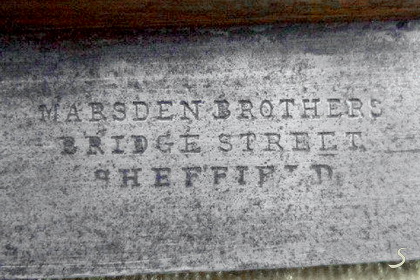 MARSDEN BROTHERS
BRIDGE STREET
SHEFFIELD
S